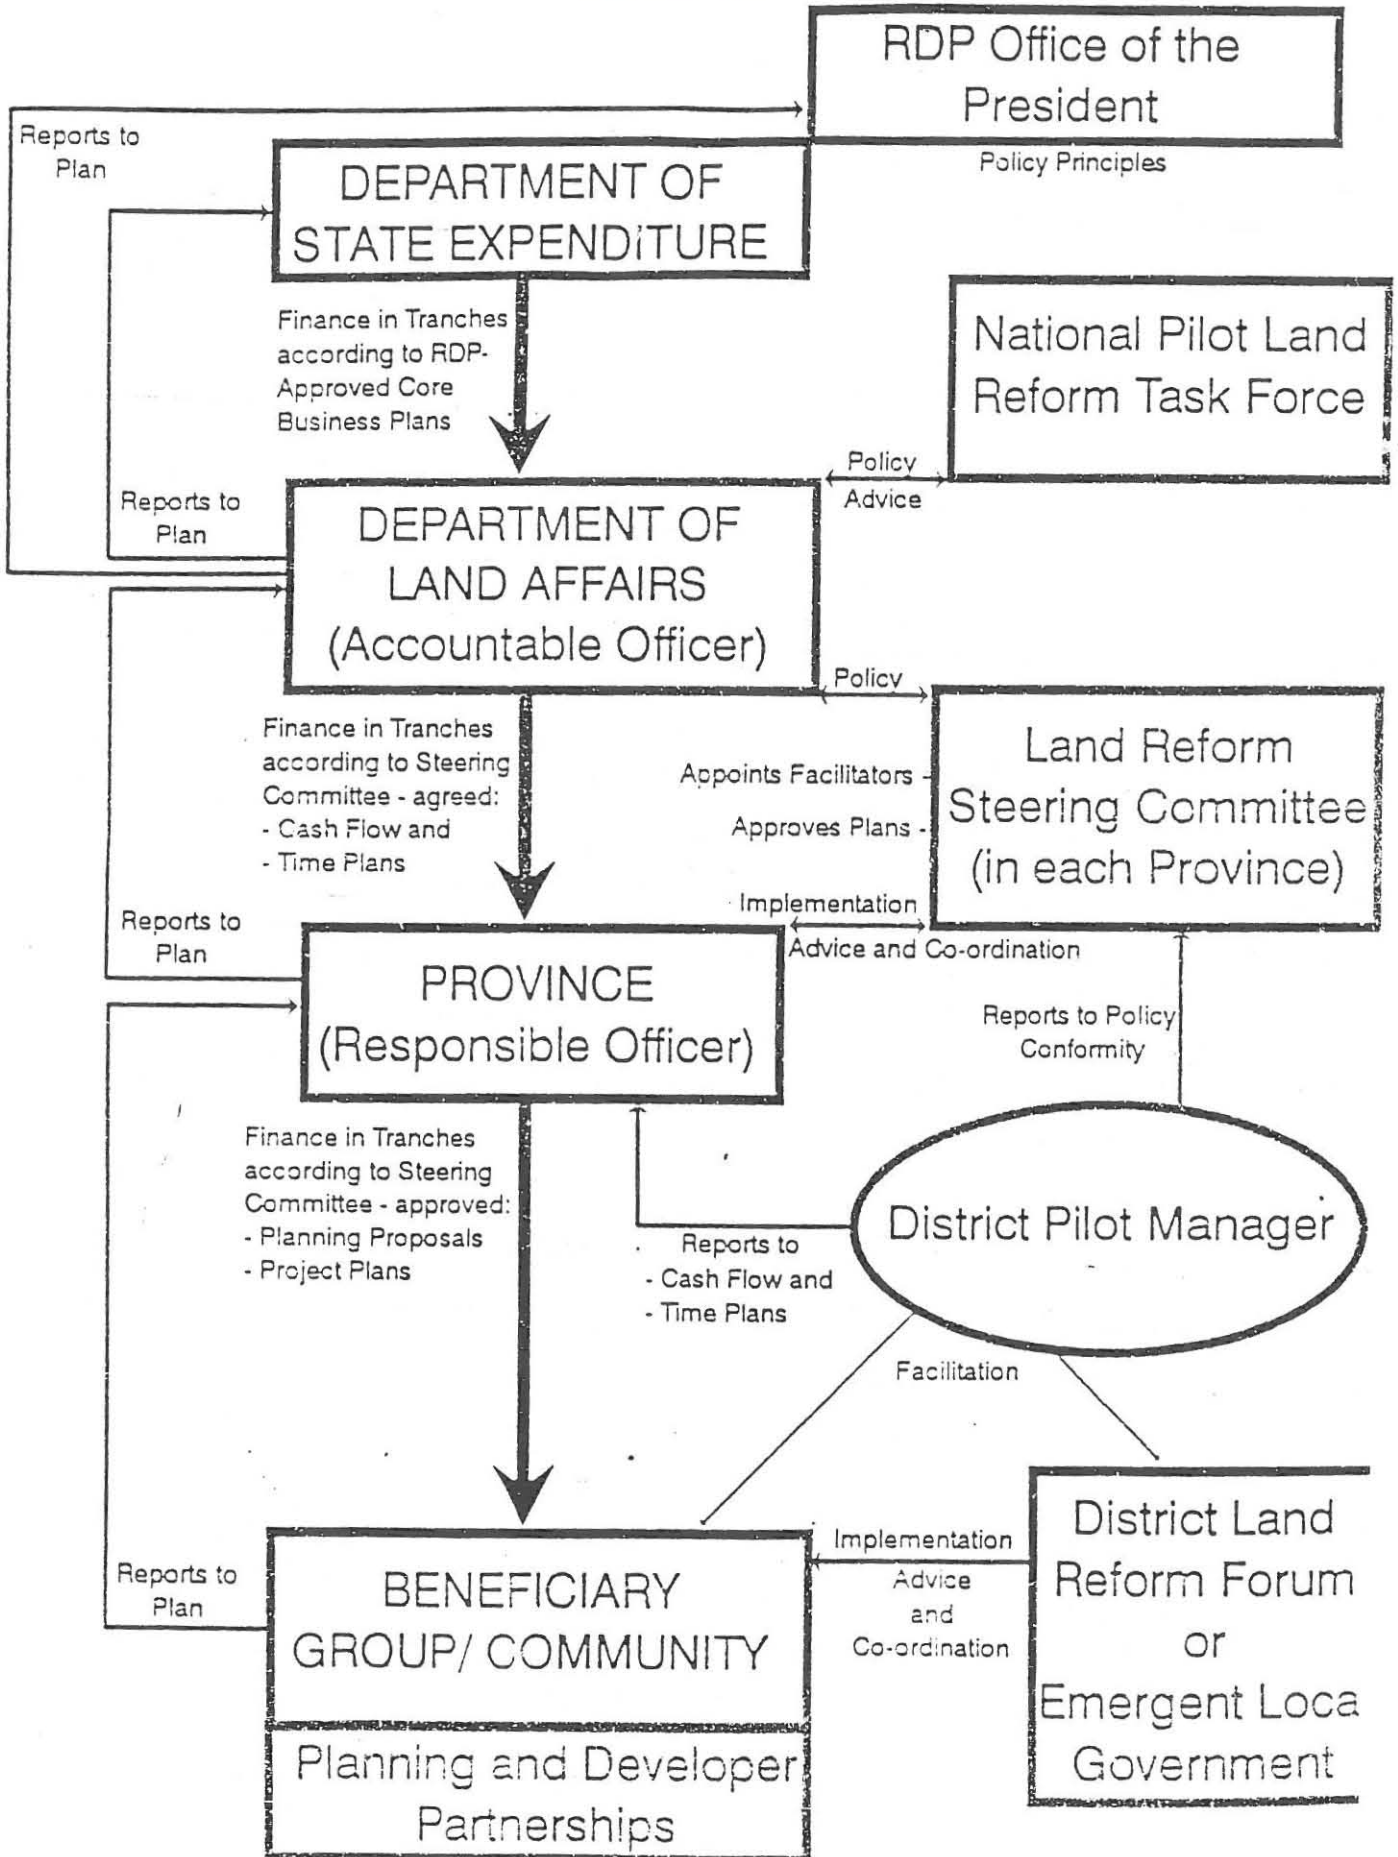 RDP Office of the
President
Policy Principles
Reports to
Plan
DEPARTMENT OF
STATE EXPENDITURE
Finance in Tranches
according to RDP-
Approved Core
Business Plans
National Pilot Land
Reform Task Force
Policy
Advice
Reports to
Plan
DEPARTMENT OF
LAND AFFAIRS
(Accountable Officer)
Policy
Finance in Tranches
according to Steering
Committee - agreed:
- Cash Flow and
- Time Plans
Appoints Facilitators -
Approves Plans -
Land Reform
Steering Committee
(in each Province)
Implementation
Advice and Co-ordination
Reports to
Plan
PROVINCE
(Responsible Officer)
Reports to Policy
Conformity
Finance in Tranches
according to Steering
Committee - approved:
- Planning Proposals
- Project Plans
District Pilot Manager
Reports to
- Cash Flow and
- Time Plans
Facilitation
Reports to
Plan
BENEFICIARY
GROUP/ COMMUNITY
Planning and Developer
Partnerships
Implementation
Advice
and
Co-ordination
District Land
Reform Forum
or
Emergent Loca
Government